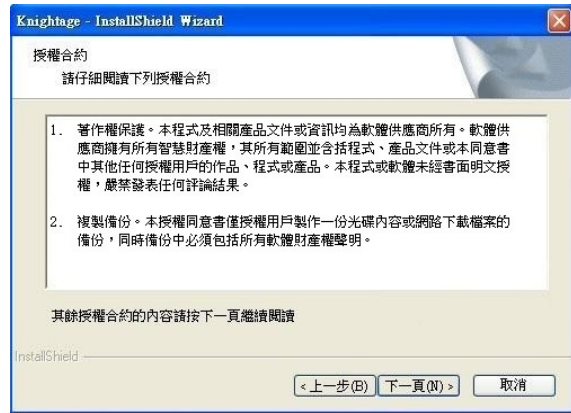 Knightage - InstallShield Wizard
授權合約
請仔細閱讀下列授權合約
1. 著作權保護。本程式及相關產品文件或資訊均為軟體供應商所有。軟體供
應商擁有所有智慧財產權，其所有範圍並含括程式、產品文件或本同意書
中其他任何授權用戶的作品、程式或產品。本程式或軟體未經書面明文授
權，嚴禁發表任何評論結果。
2. 複製備份。本授權同意書僅授權用戶製作一份光碟內容或網路下載檔案的
備份，同時備份中必須包括所有軟體財產權聲明。
其餘授權合約的內容請按下一頁繼續閱讀
InstallShield
<上一步(B) 下一頁(N)> 取消